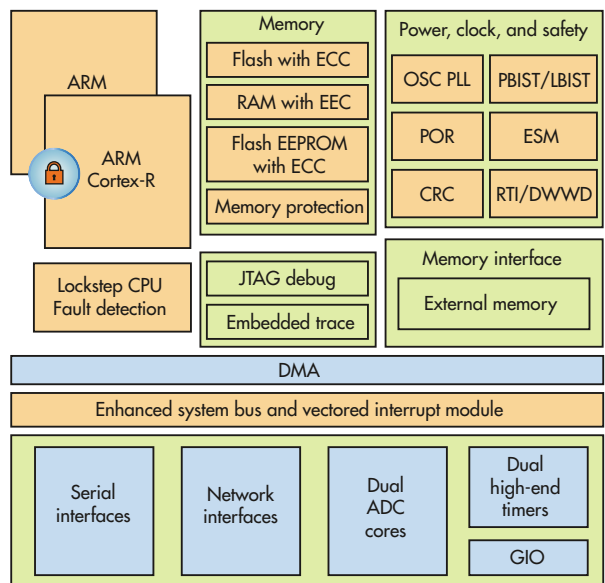 ARM
ARM
Cortex-R
Lockstep CPU
Fault detection
Memory
Flash with ECC
RAM with EEC
Flash EEPROM
with ECC
Memory protection
JTAG debug
Embedded trace
Power, clock, and safety
OSC PLL
PBIST/LBIST
POR
ESM
CRC
RTI/DWWD
Memory interface
External memory
DMA
Enhanced system bus and vectored interrupt module
Serial
interfaces
Network
interfaces
Dual
ADC
cores
Dual
high-end
timers
GIO